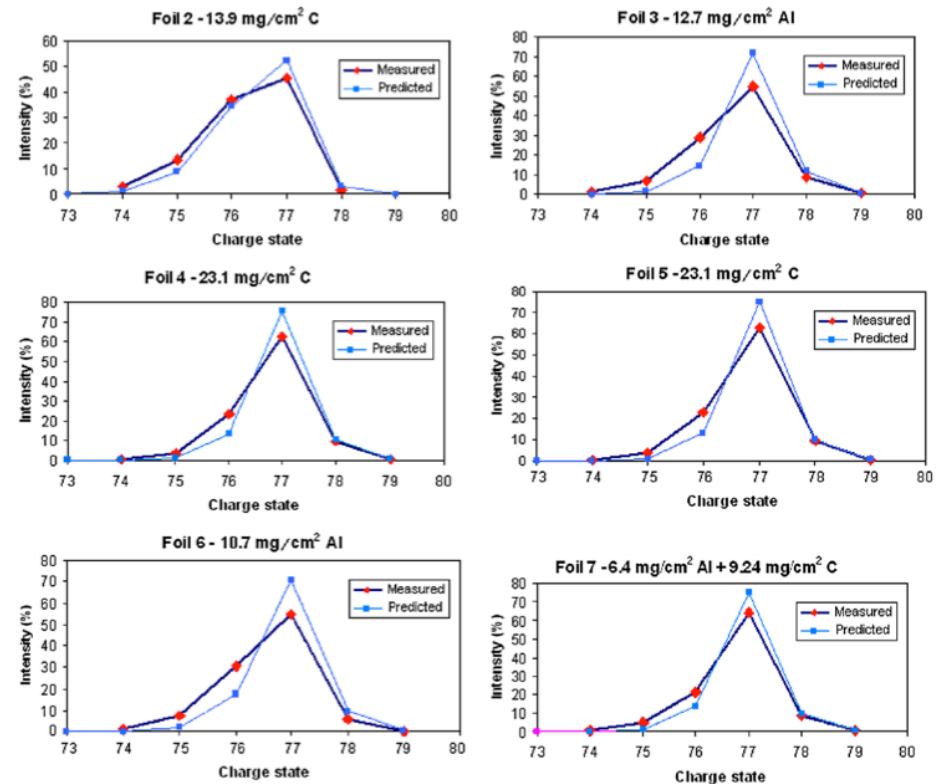 Foil 2 - 13.9 mg/cm² C
Intensity (%)
60
50
40
30
20
10
0
73 74 75 76 77 78 79 80
Charge state
Measured
Predicted
Foil 3 - 12.7 mg/cm² Al
Intensity (%)
80
70
60
50
40
30
20
10
0
73 74 75 76 77 78 79 80
Charge state
Measured
Predicted
Foil 4 - 23.1 mg/cm² C
Intensity (%)
80
70
60
50
40
30
20
10
0
73 74 75 76 77 78 79 80
Charge state
Measured
Predicted
Foil 5 - 23.1 mg/cm² C
Intensity (%)
80
70
60
50
40
30
20
10
0
73 74 75 76 77 78 79 80
Charge state
Measured
Predicted
Foil 6 - 10.7 mg/cm² Al
Intensity (%)
80
70
60
50
40
30
20
10
0
73 74 75 76 77 78 79 80
Charge state
Measured
Predicted
Foil 7 - 6.4 mg/cm² Al + 9.24 mg/cm² C
Intensity (%)
80
70
60
50
40
30
20
10
0
73 74 75 76 77 78 79 80
Charge state
Measured
Predicted